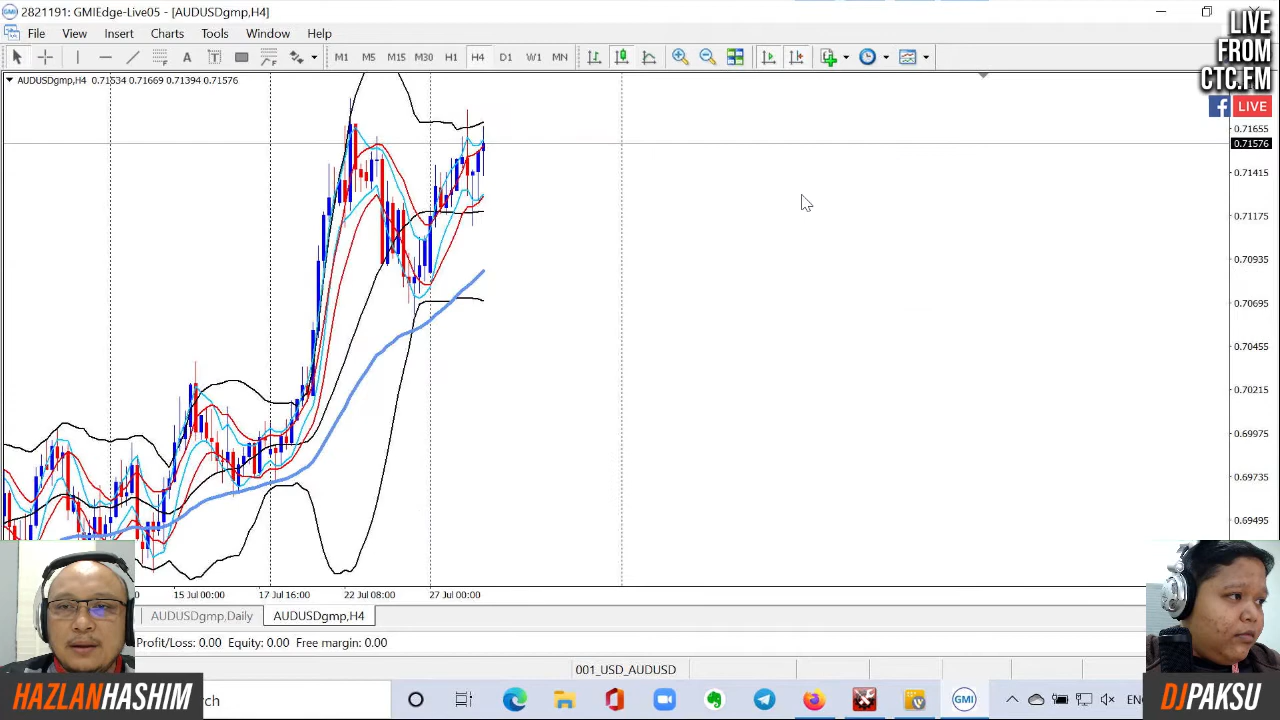 2821191: GMIEdge-Live05 - [AUDUSDgmp,H4]
LIVE
FROM
CTC.FM
LIVE
File View Insert Charts Tools Window Help
M1 M5 M15 M30 H1 H4 D1 W1 MN
AUDUSDgmp,H4 0.71534 0.71669 0.71394 0.71576
0.71655
0.71576
0.71415
0.71175
0.70935
0.70695
0.70455
0.70215
0.69975
0.69735
0.69495
15 Jul 00:00 17 Jul 16:00 22 Jul 08:00 27 Jul 00:00
AUDUSDgmp,Daily AUDUSDgmp,H4
Profit/Loss: 0.00 Equity: 0.00 Free margin: 0.00
001_USD_AUDUSD
HAZLANHASHIM
rch
GMI
DJPAKSU